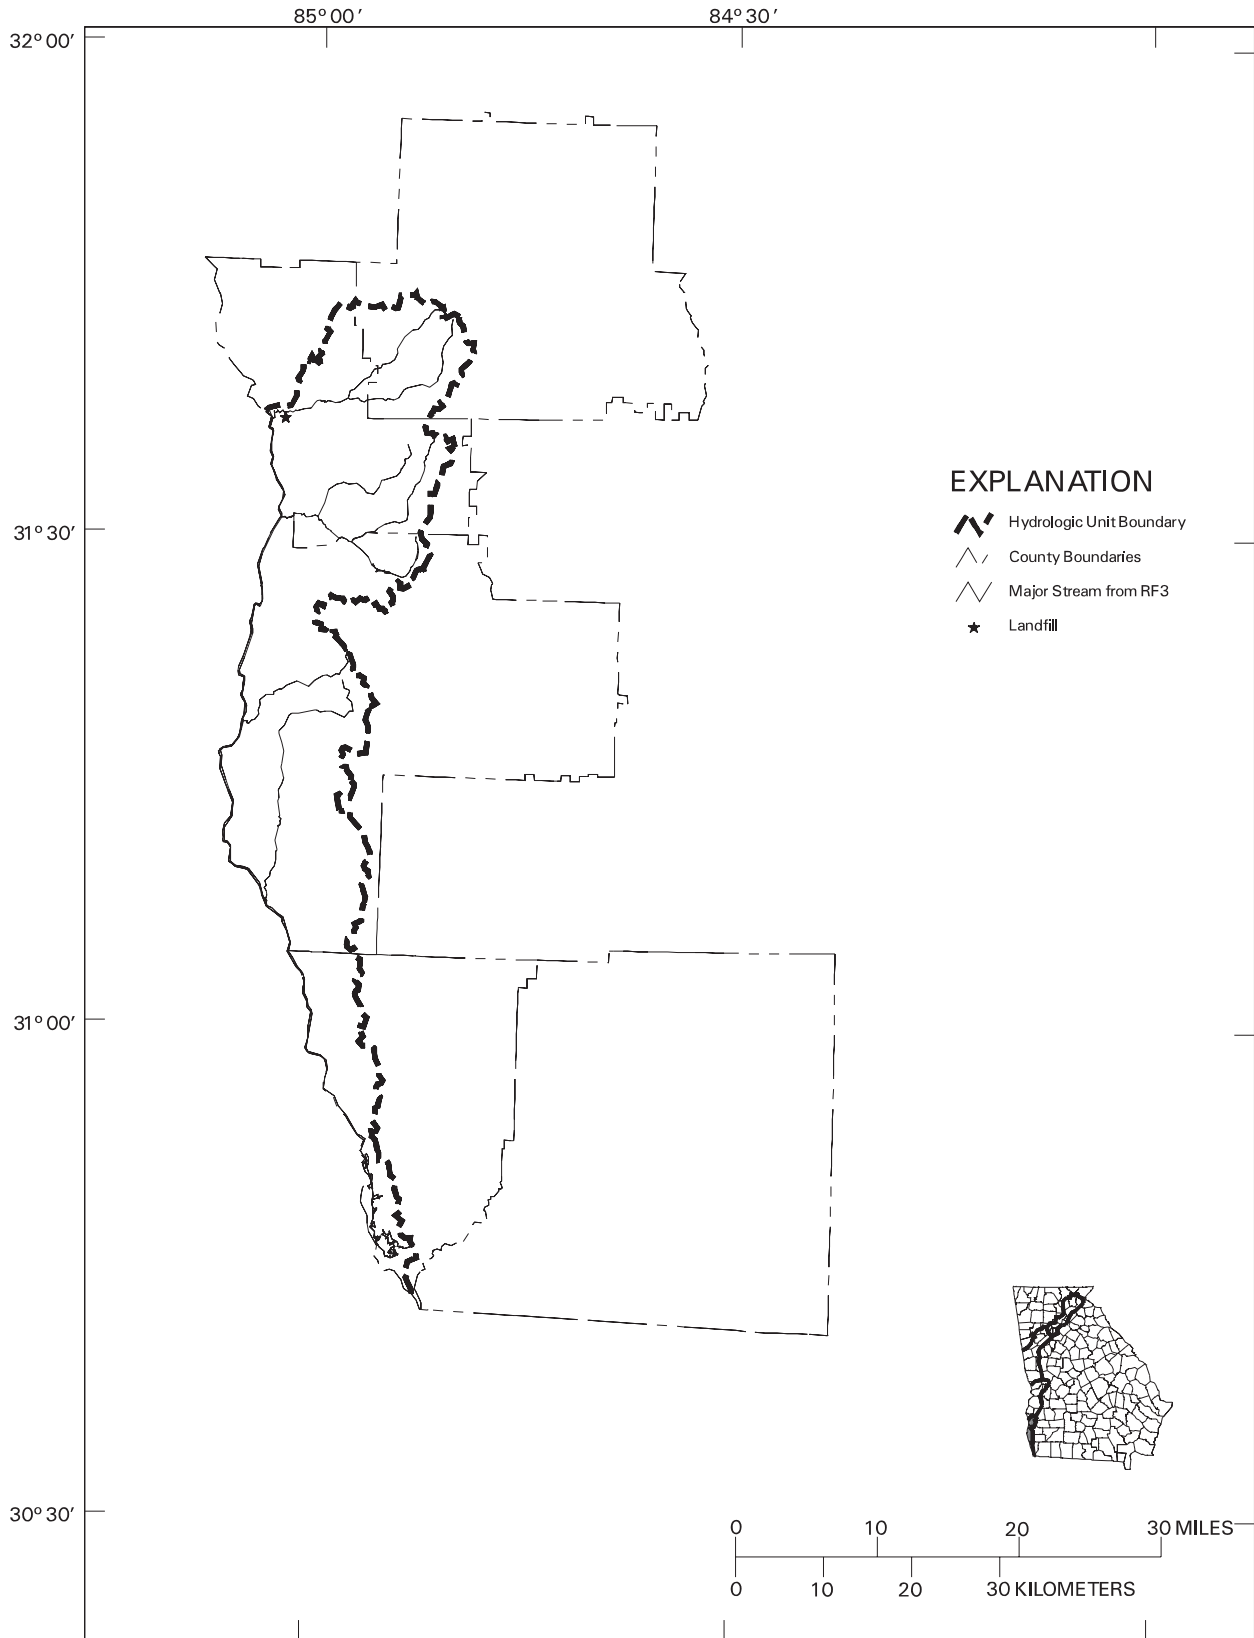 85° 00′ 84° 30′
32° 00′
EXPLANATION
Hydrologic Unit Boundary
31° 30′
County Boundaries
Major Stream from RF3
Landfill
31° 00′
30° 30′
0 10 20 30 MILES
0 10 20 30 KILOMETERS